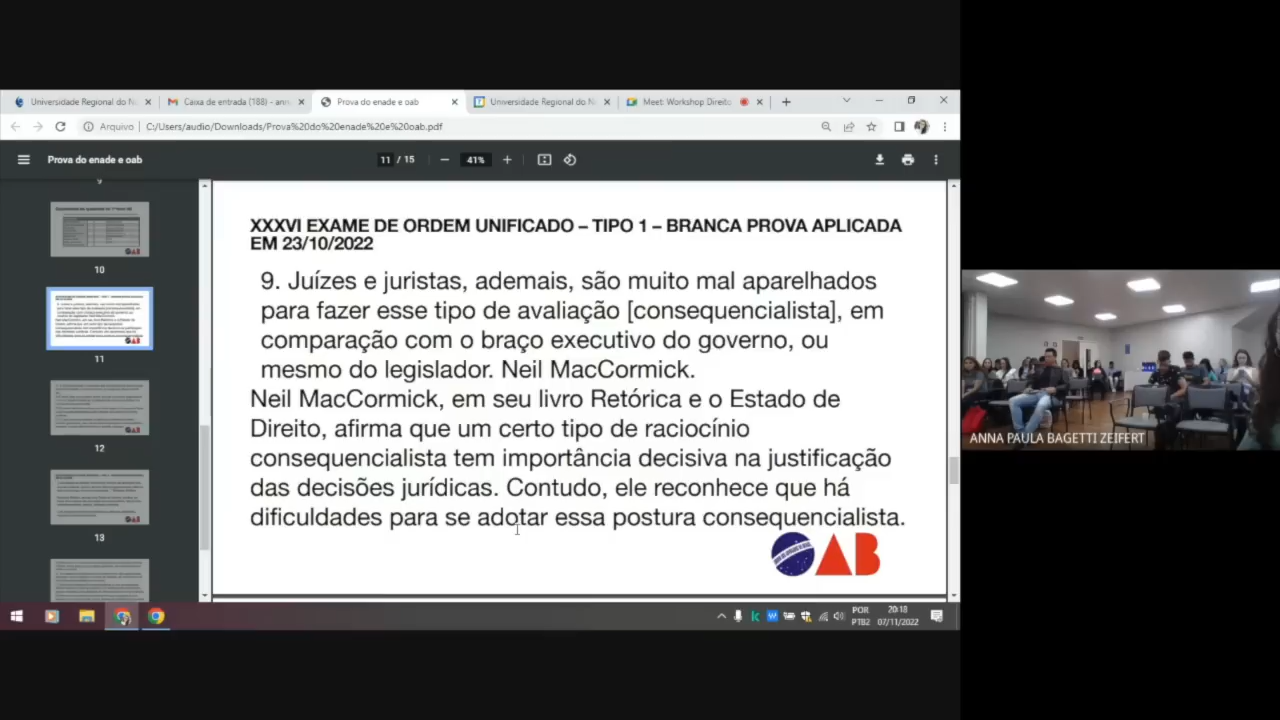 Universidade Regional do No
Caixa de entrada (188) - ann
Prova do enade e oab
Universidade Regional do No
Meet: Workshop Direito
Arquivo
C:/Users/audio/Downloads/Prova%20do%20enade%20e%20oab.pdf
Prova do enade e oab
11 / 15
41%
9
10
11
12
13
XXXVI EXAME DE ORDEM UNIFICADO – TIPO 1 – BRANCA PROVA APLICADA
EM 23/10/2022
9. Juízes e juristas, ademais, são muito mal aparelhados
para fazer esse tipo de avaliação [consequencialista], em
comparação com o braço executivo do governo, ou
mesmo do legislador. Neil MacCormick.
Neil MacCormick, em seu livro Retórica e o Estado de
Direito, afirma que um certo tipo de raciocínio
consequencialista tem importância decisiva na justificação
das decisões jurídicas. Contudo, ele reconhece que há
dificuldades para se adotar essa postura consequencialista.
OAB
POR
PTB2
20:18
07/11/2022
ANNA PAULA BAGETTI ZEIFERT